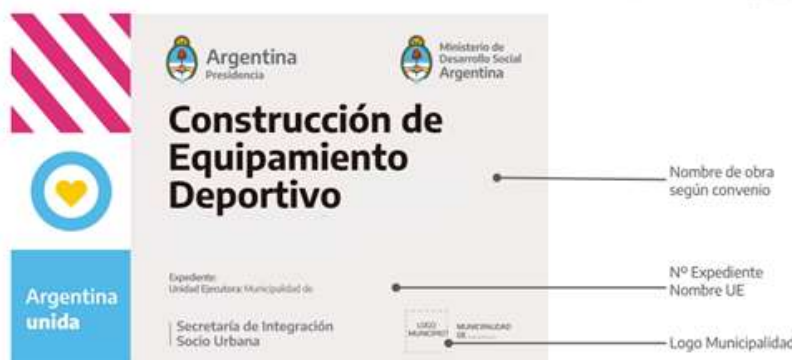 Argentina
Presidencia
Ministerio de
Desarrollo Social
Argentina
Construcción de
Equipamiento
Deportivo
Nombre de obra
según convenio
Expediente:
Unidad Ejecutora: Municipalidad de
Nº Expediente
Nombre UE
Argentina
unida
Secretaría de Integración
Socio Urbana
LOGO
MUNICIPIO
MUNICIPALIDAD
DE
Logo Municipalidad